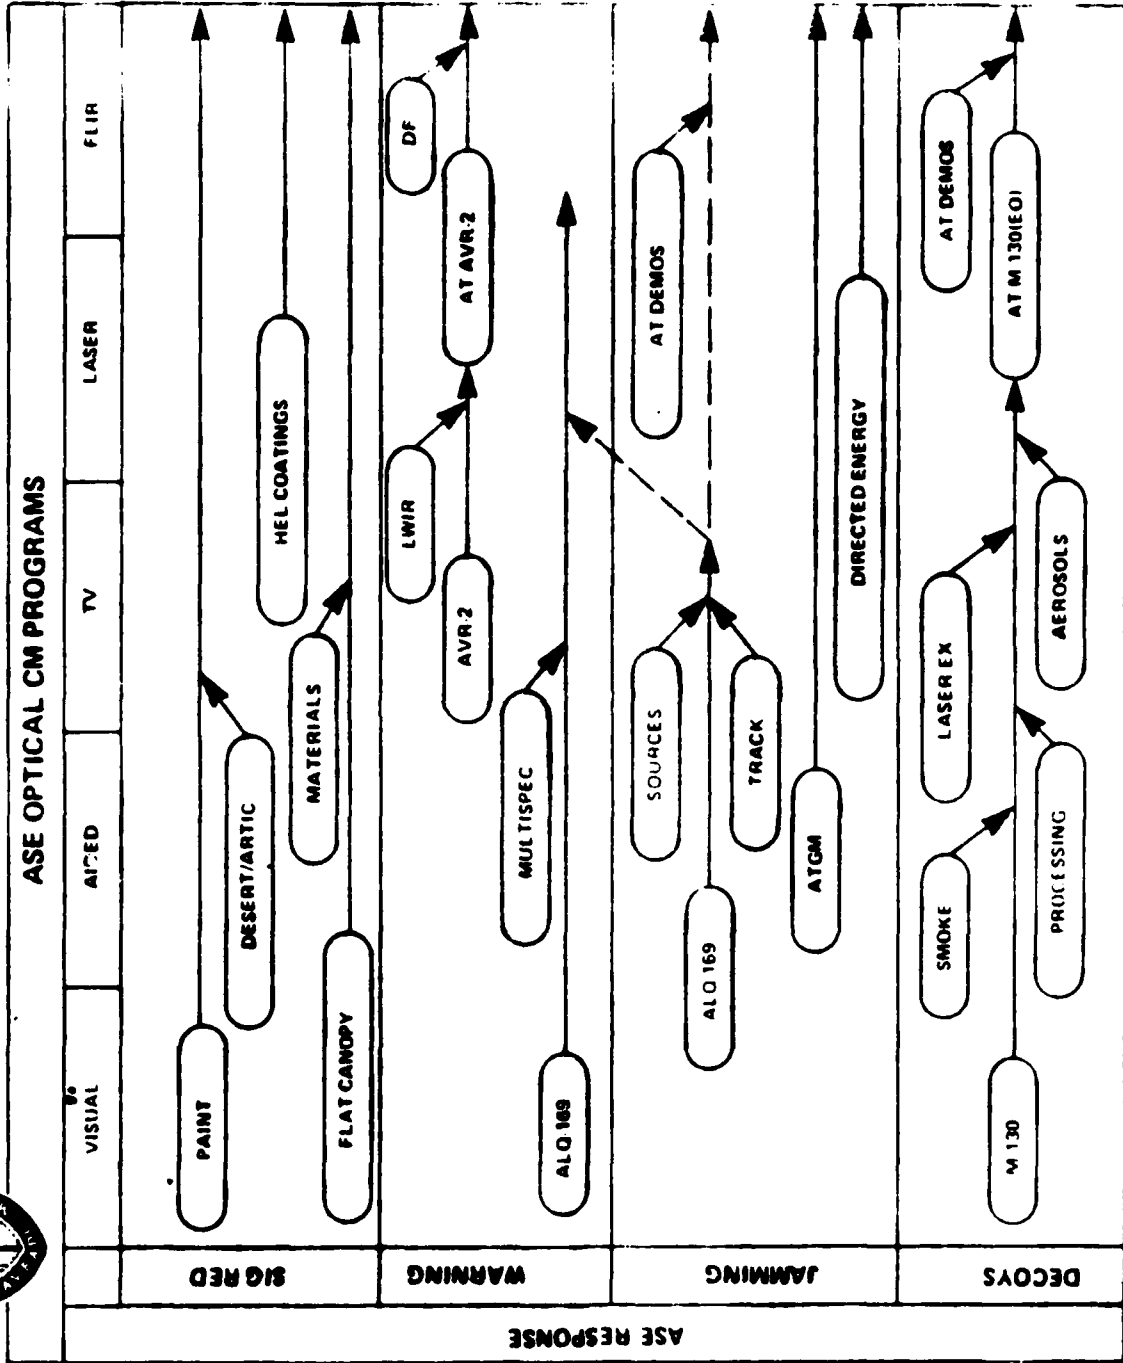 ASE OPTICAL CM PROGRAMS
VISUAL
AIDED
TV
LASER
FLIR
ASE RESPONSE
SIG RED
PAINT
DESERT/ARTIC
HEL COATINGS
MATERIALS
FLAT CANOPY
WARNING
LWIR
DF
AVR-2
AT AVR-2
MULTISPEC
ALQ 169
JAMMING
SOURCES
AT DEMOS
ALQ 169
TRACK
ATGM
DIRECTED ENERGY
DECOYS
SMOKE
LASER EX
AT DEMOS
M 130
AT M 130(EO)
PROCESSING
AEROSOLS